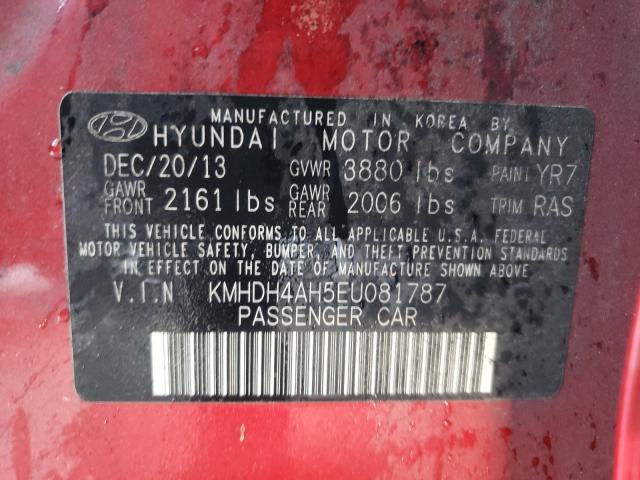 MANUFACTURED IN KOREA BY
HYUNDAI MOTOR COMPANY
DEC/20/13 GVWR 3880 lbs PAINT YR7
GAWR FRONT 2161 lbs GAWR REAR 2006 lbs TRIM RAS
THIS VEHICLE CONFORMS TO ALL APPLICABLE U.S.A. FEDERAL
MOTOR VEHICLE SAFETY, BUMPER, AND THEFT PREVENTION STANDARDS
IN EFFECT ON THE DATE OF MANUFACTURE SHOWN ABOVE.
V.I.N KMHDH4AH5EU081787
PASSENGER CAR